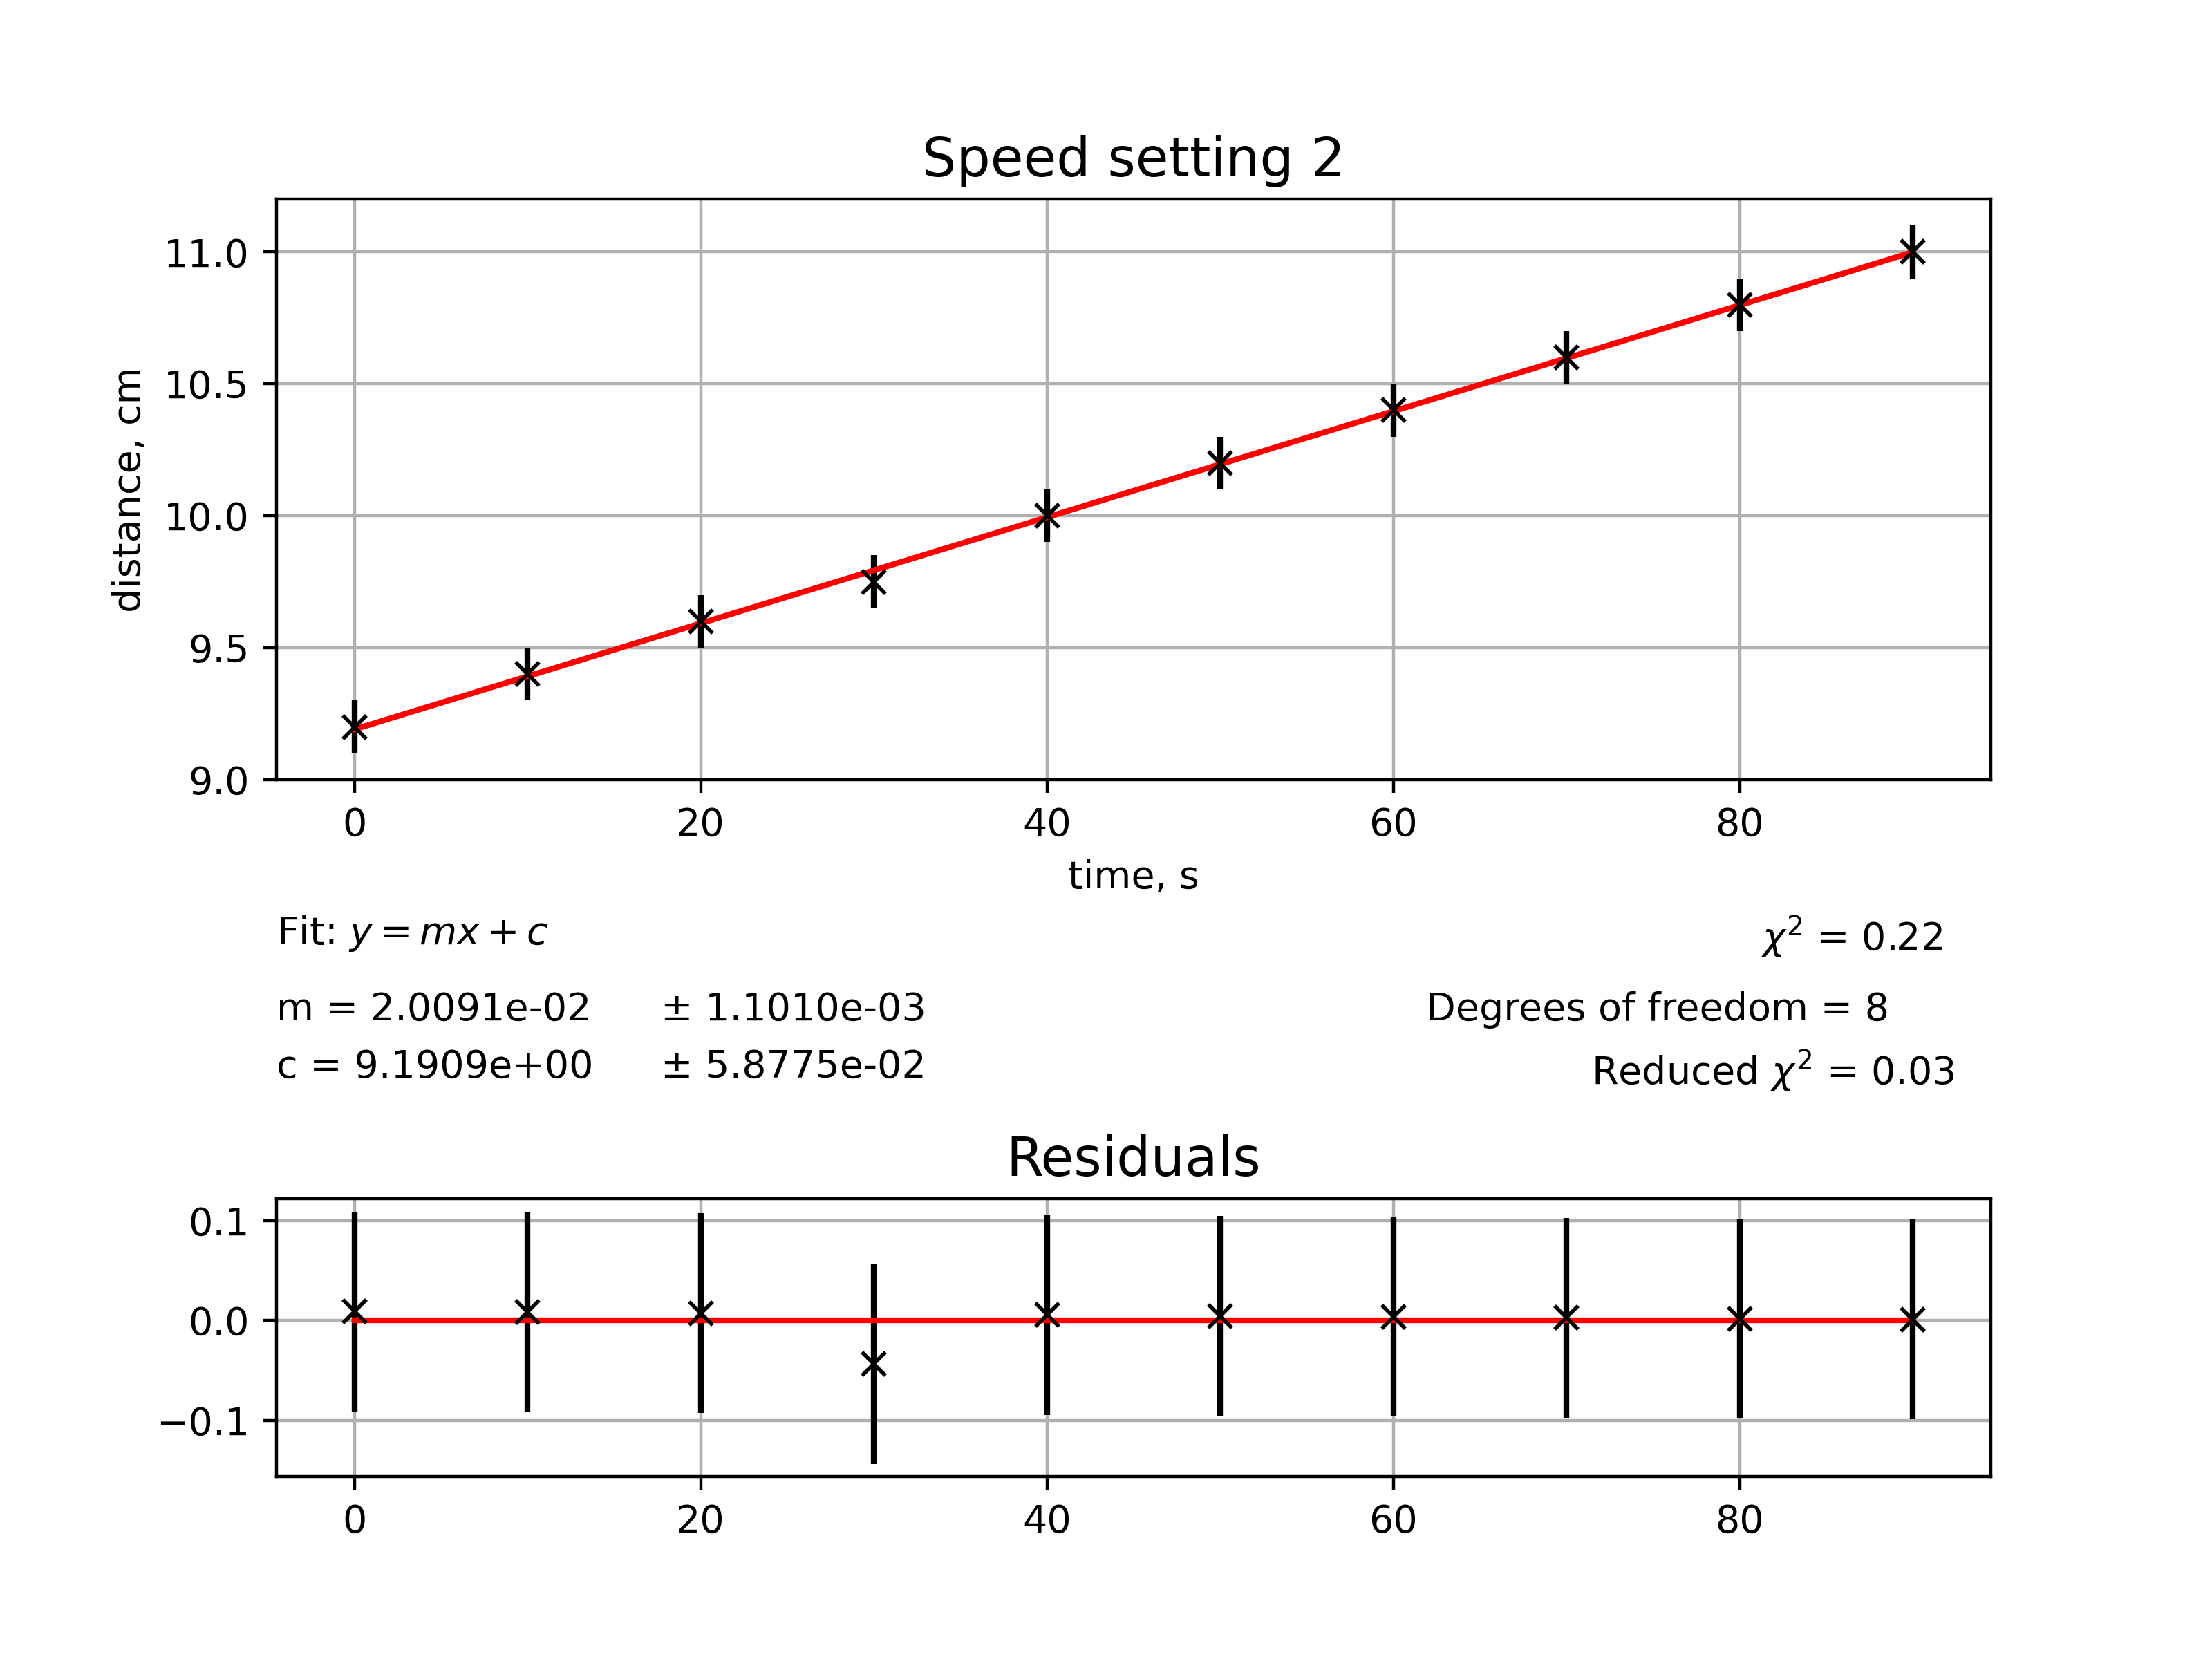 Speed setting 2
11.0
10.5
10.0
9.5
9.0
distance, cm
0 20 40 60 80
time, s
Fit: y = mx + c
χ² = 0.22
m = 2.0091e-02 ± 1.1010e-03
Degrees of freedom = 8
c = 9.1909e+00 ± 5.8775e-02
Reduced χ² = 0.03
Residuals
0.1
0.0
−0.1
0 20 40 60 80